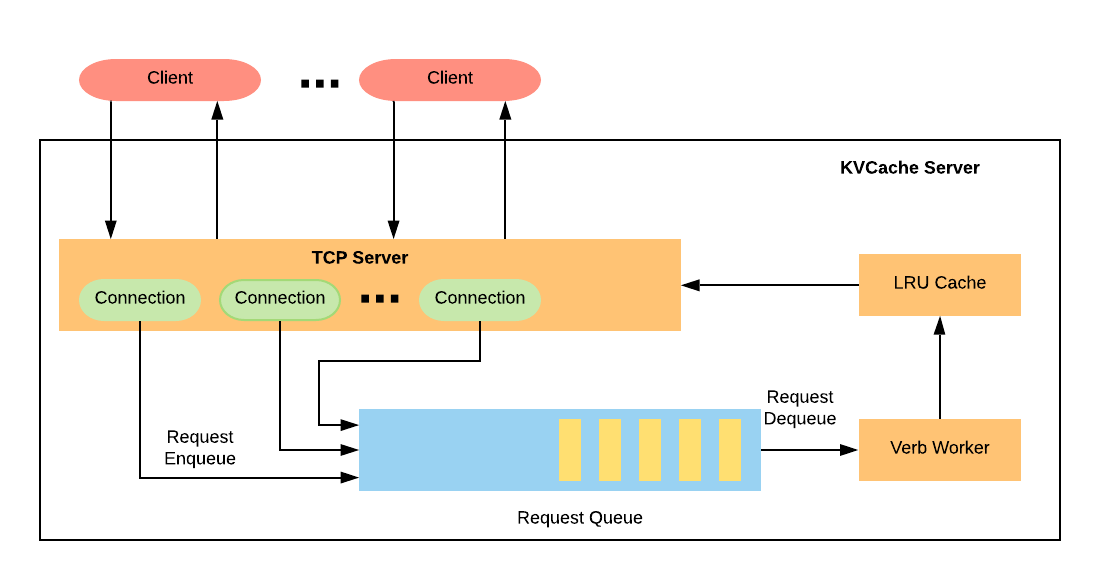 Client
Client
KVCache Server
TCP Server
Connection
Connection
Connection
LRU Cache
Request
Dequeue
Request
Enqueue
Verb Worker
Request Queue